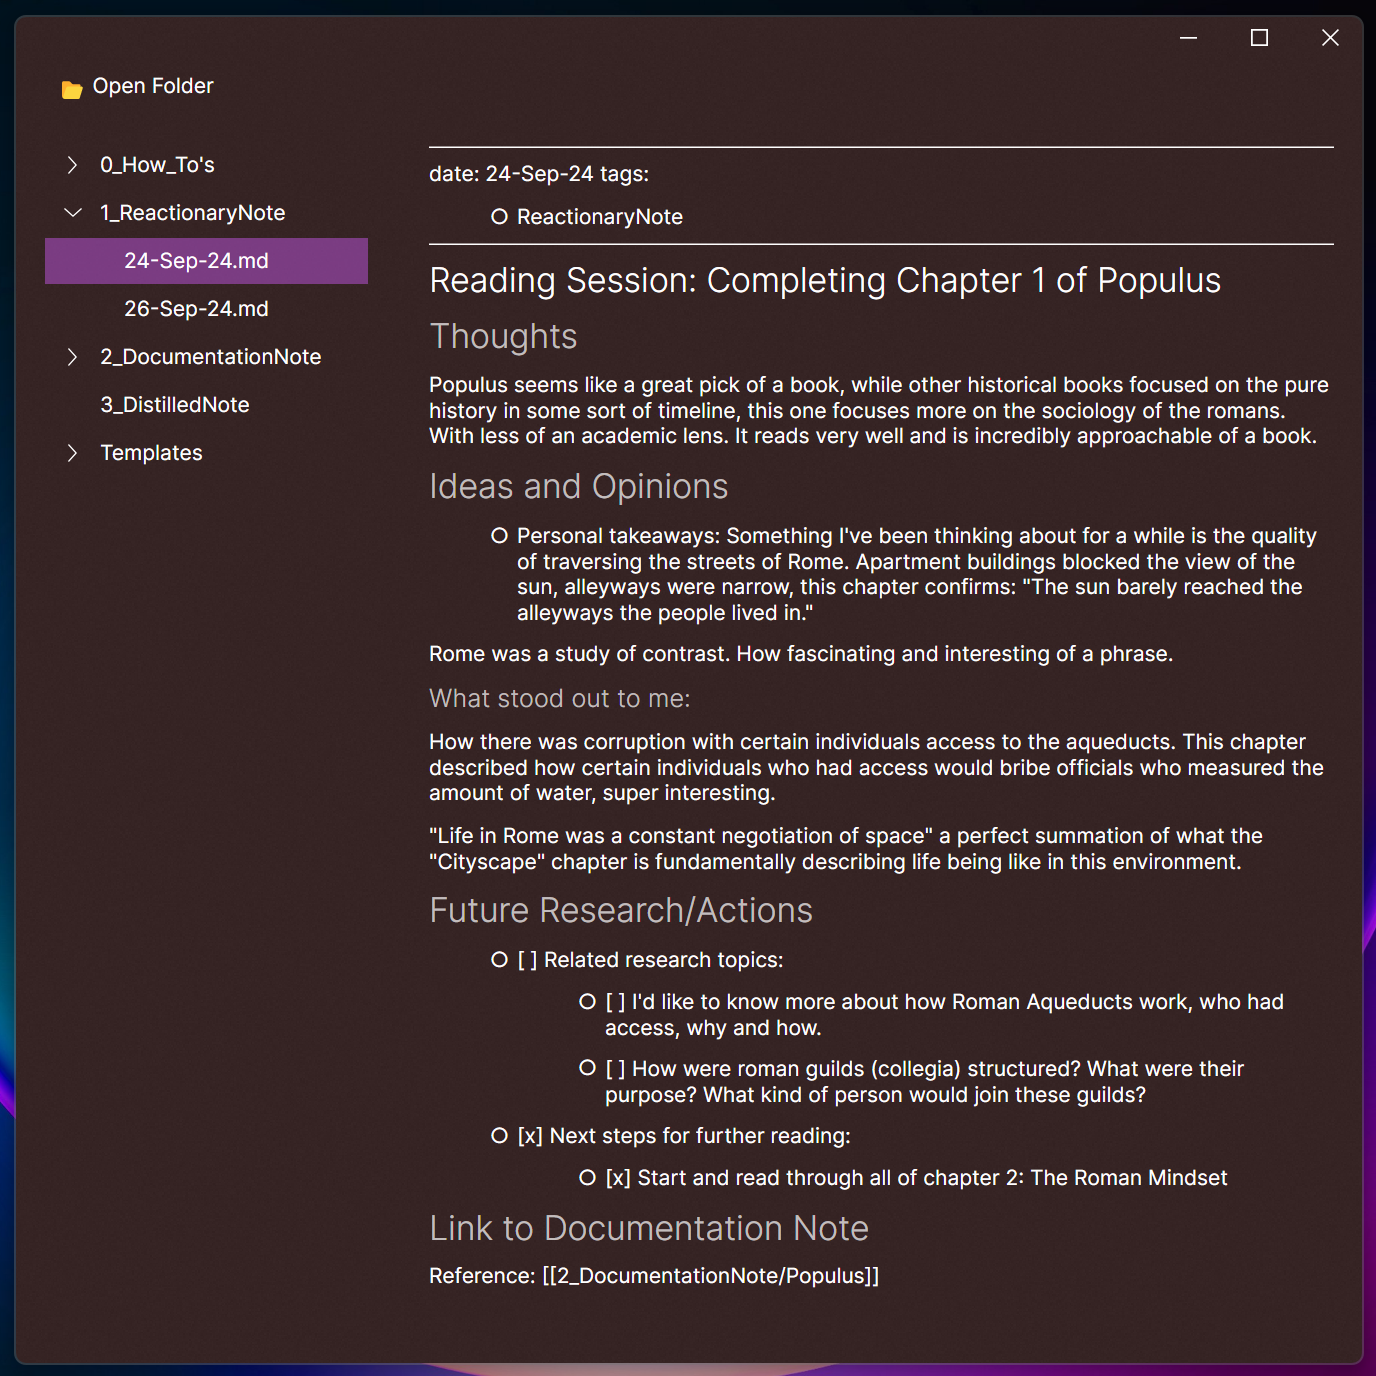 Open Folder
0_How_To's
1_ReactionaryNote
24-Sep-24.md
26-Sep-24.md
2_DocumentationNote
3_DistilledNote
Templates
date: 24-Sep-24 tags:
ReactionaryNote
Reading Session: Completing Chapter 1 of Populus
Thoughts
Populus seems like a great pick of a book, while other historical books focused on the pure
history in some sort of timeline, this one focuses more on the sociology of the romans.
With less of an academic lens. It reads very well and is incredibly approachable of a book.
Ideas and Opinions
Personal takeaways: Something I've been thinking about for a while is the quality
of traversing the streets of Rome. Apartment buildings blocked the view of the
sun, alleyways were narrow, this chapter confirms: "The sun barely reached the
alleyways the people lived in."
Rome was a study of contrast. How fascinating and interesting of a phrase.
What stood out to me:
How there was corruption with certain individuals access to the aqueducts. This chapter
described how certain individuals who had access would bribe officials who measured the
amount of water, super interesting.
"Life in Rome was a constant negotiation of space" a perfect summation of what the
"Cityscape" chapter is fundamentally describing life being like in this environment.
Future Research/Actions
[ ] Related research topics:
[ ] I'd like to know more about how Roman Aqueducts work, who had
access, why and how.
[ ] How were roman guilds (collegia) structured? What were their
purpose? What kind of person would join these guilds?
[x] Next steps for further reading:
[x] Start and read through all of chapter 2: The Roman Mindset
Link to Documentation Note
Reference: [[2_DocumentationNote/Populus]]